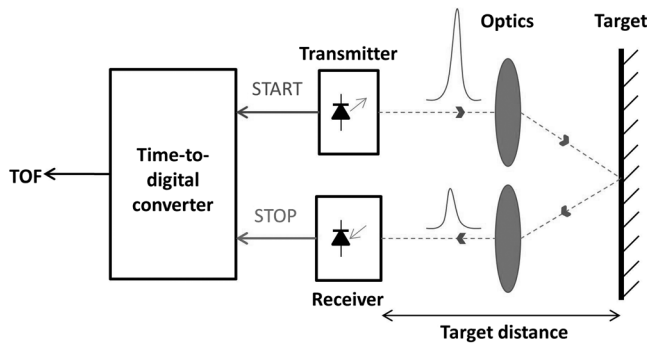 Optics
Target
Transmitter
START
Time-to-
digital
converter
TOF
STOP
Receiver
Target distance